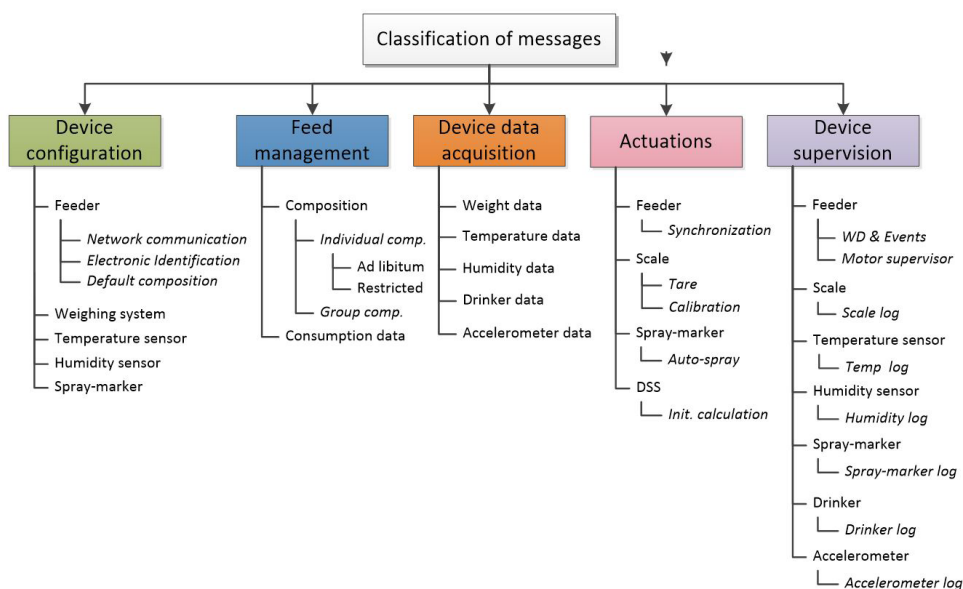 Classification of messages
Device
configuration
Feeder
Network communication
Electronic Identification
Default composition
Weighing system
Temperature sensor
Humidity sensor
Spray-marker
Feed
management
Composition
Individual comp.
Ad libitum
Restricted
Group comp.
Consumption data
Device data
acquisition
Weight data
Temperature data
Humidity data
Drinker data
Accelerometer data
Actuations
Feeder
Synchronization
Scale
Tare
Calibration
Spray-marker
Auto-spray
DSS
Init. calculation
Device
supervision
Feeder
WD & Events
Motor supervisor
Scale
Scale log
Temperature sensor
Temp log
Humidity sensor
Humidity log
Spray-marker
Spray-marker log
Drinker
Drinker log
Accelerometer
Accelerometer log